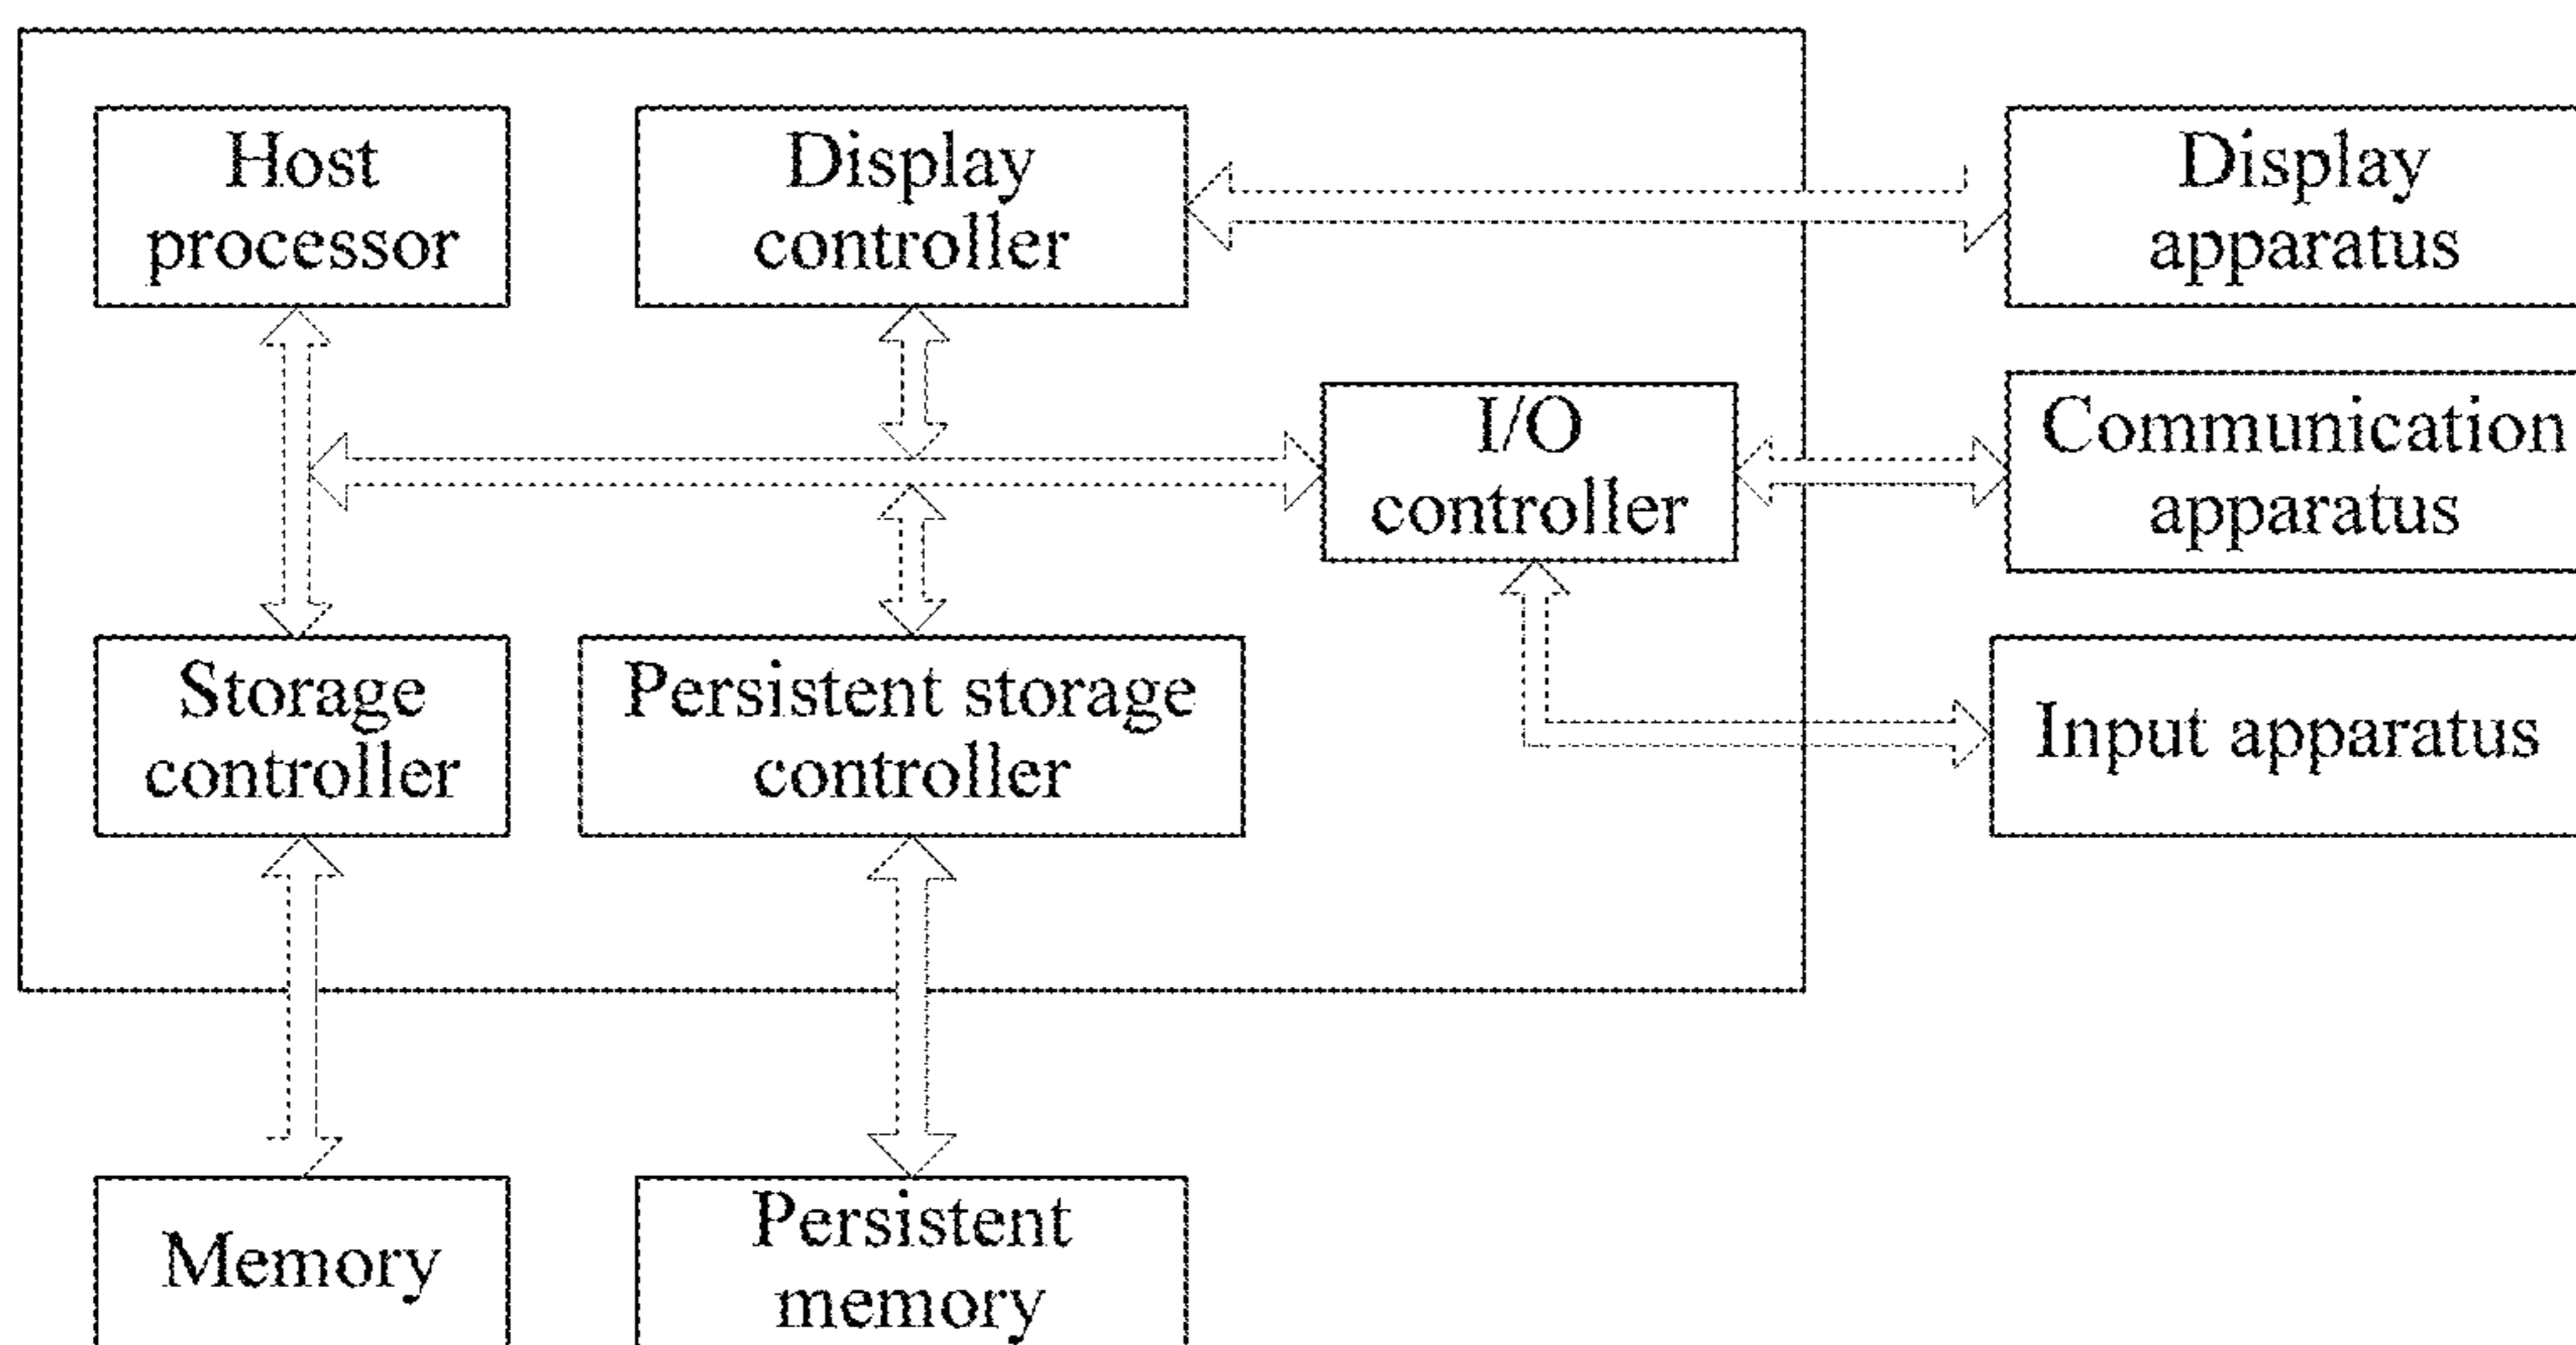 Host
processor
Display
controller
Display
apparatus
I/O
controller
Communication
apparatus
Storage
controller
Persistent storage
controller
Input apparatus
Memory
Persistent
memory